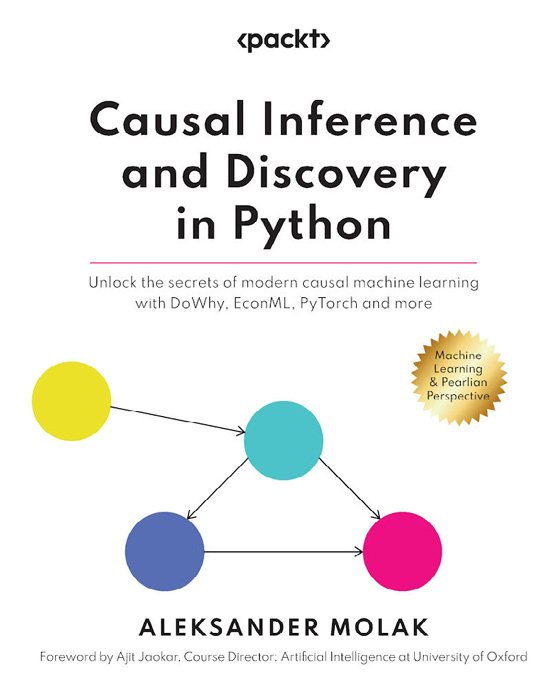 <packt>
Causal Inference
and Discovery
in Python
Unlock the secrets of modern causal machine learning
with DoWhy, EconML, PyTorch and more
Machine
Learning
& Pearlian
Perspective
ALEKSANDER MOLAK
Foreword by Ajit Jaokar, Course Director: Artificial Intelligence at University of Oxford